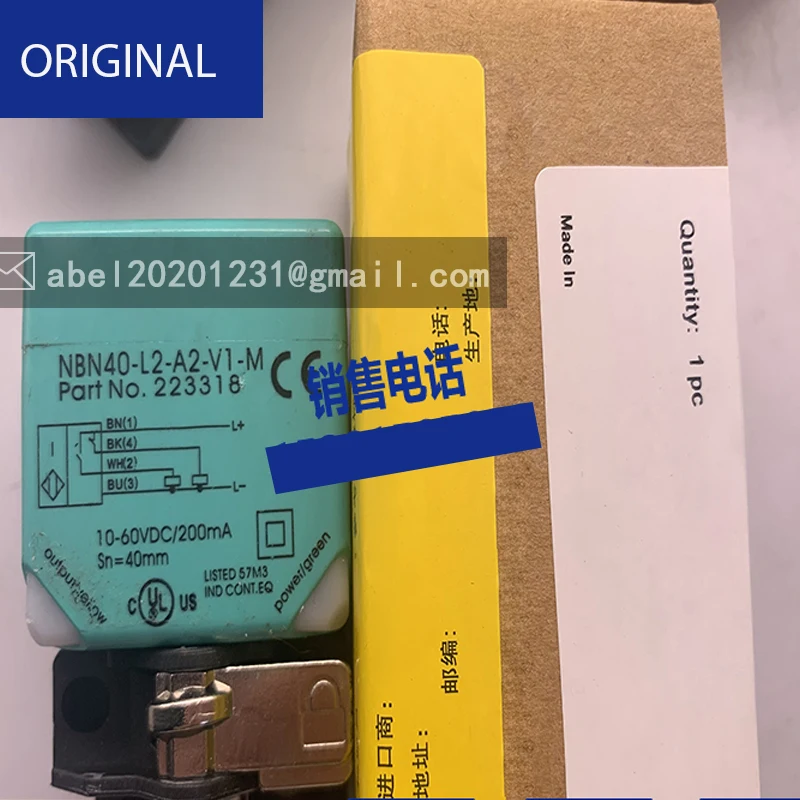 ORIGINAL
abel20201231@gmail.com
NBN40-L2-A2-V1-M
Part No. 223318
CE
BN(1)
L+
BK(4)
WH(2)
BU(3)
L-
10-60VDC/200mA
Sn=40mm
LISTED 57M3
IND CONT.EQ
C UL US
power/green
销售电话
电话:
生产地
邮编:
进口商:
地址:
Made In
Quantity: 1 pc